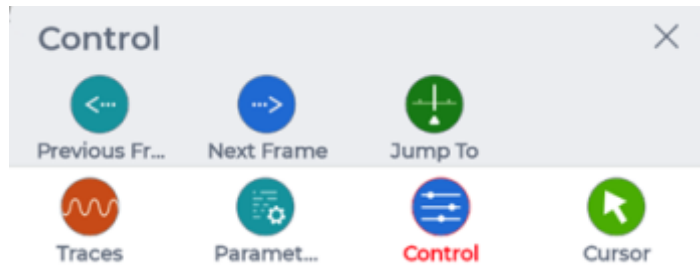 Control
Previous Fr... Next Frame Jump To
Traces Paramet... Control Cursor